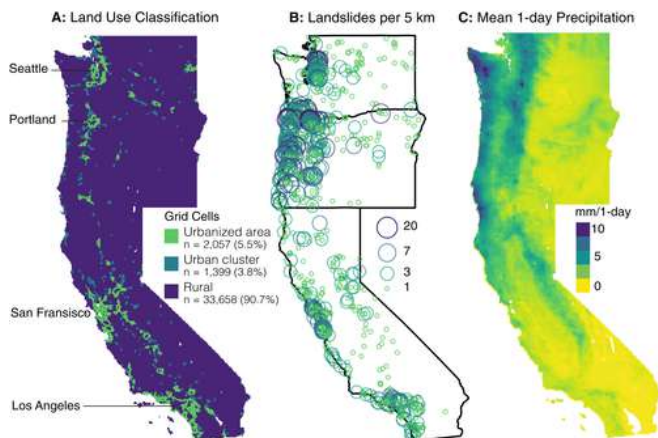 A: Land Use Classification
B: Landslides per 5 km
C: Mean 1-day Precipitation
Seattle
Portland
Grid Cells
Urbanized area
n = 2,057 (5.5%)
Urban cluster
n = 1,399 (3.8%)
Rural
n = 33,658 (90.7%)
San Fransisco
Los Angeles
20
7
3
1
mm/1-day
10
5
0